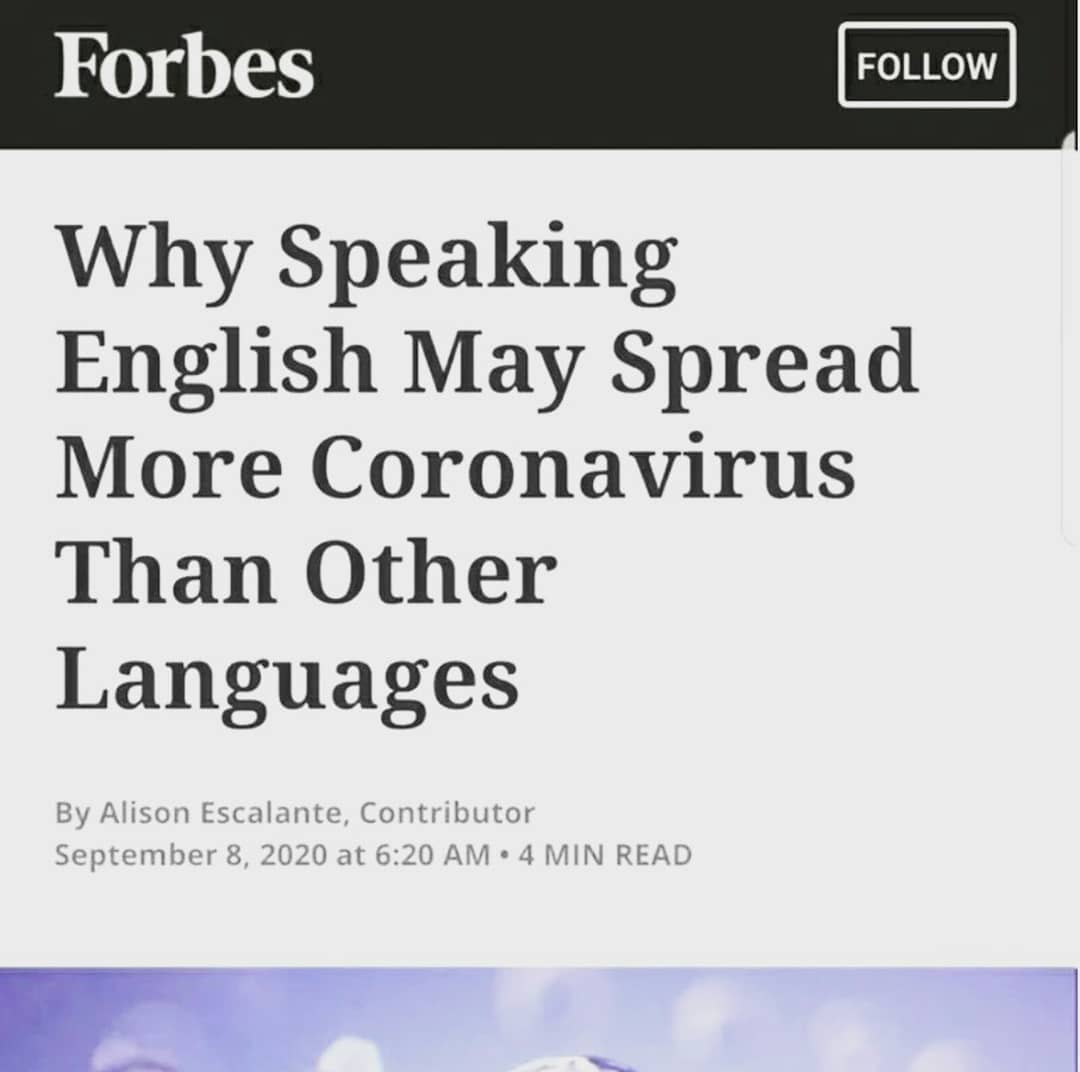 Forbes
FOLLOW
Why Speaking
English May Spread
More Coronavirus
Than Other
Languages
By Alison Escalante, Contributor
September 8, 2020 at 6:20 AM • 4 MIN READ